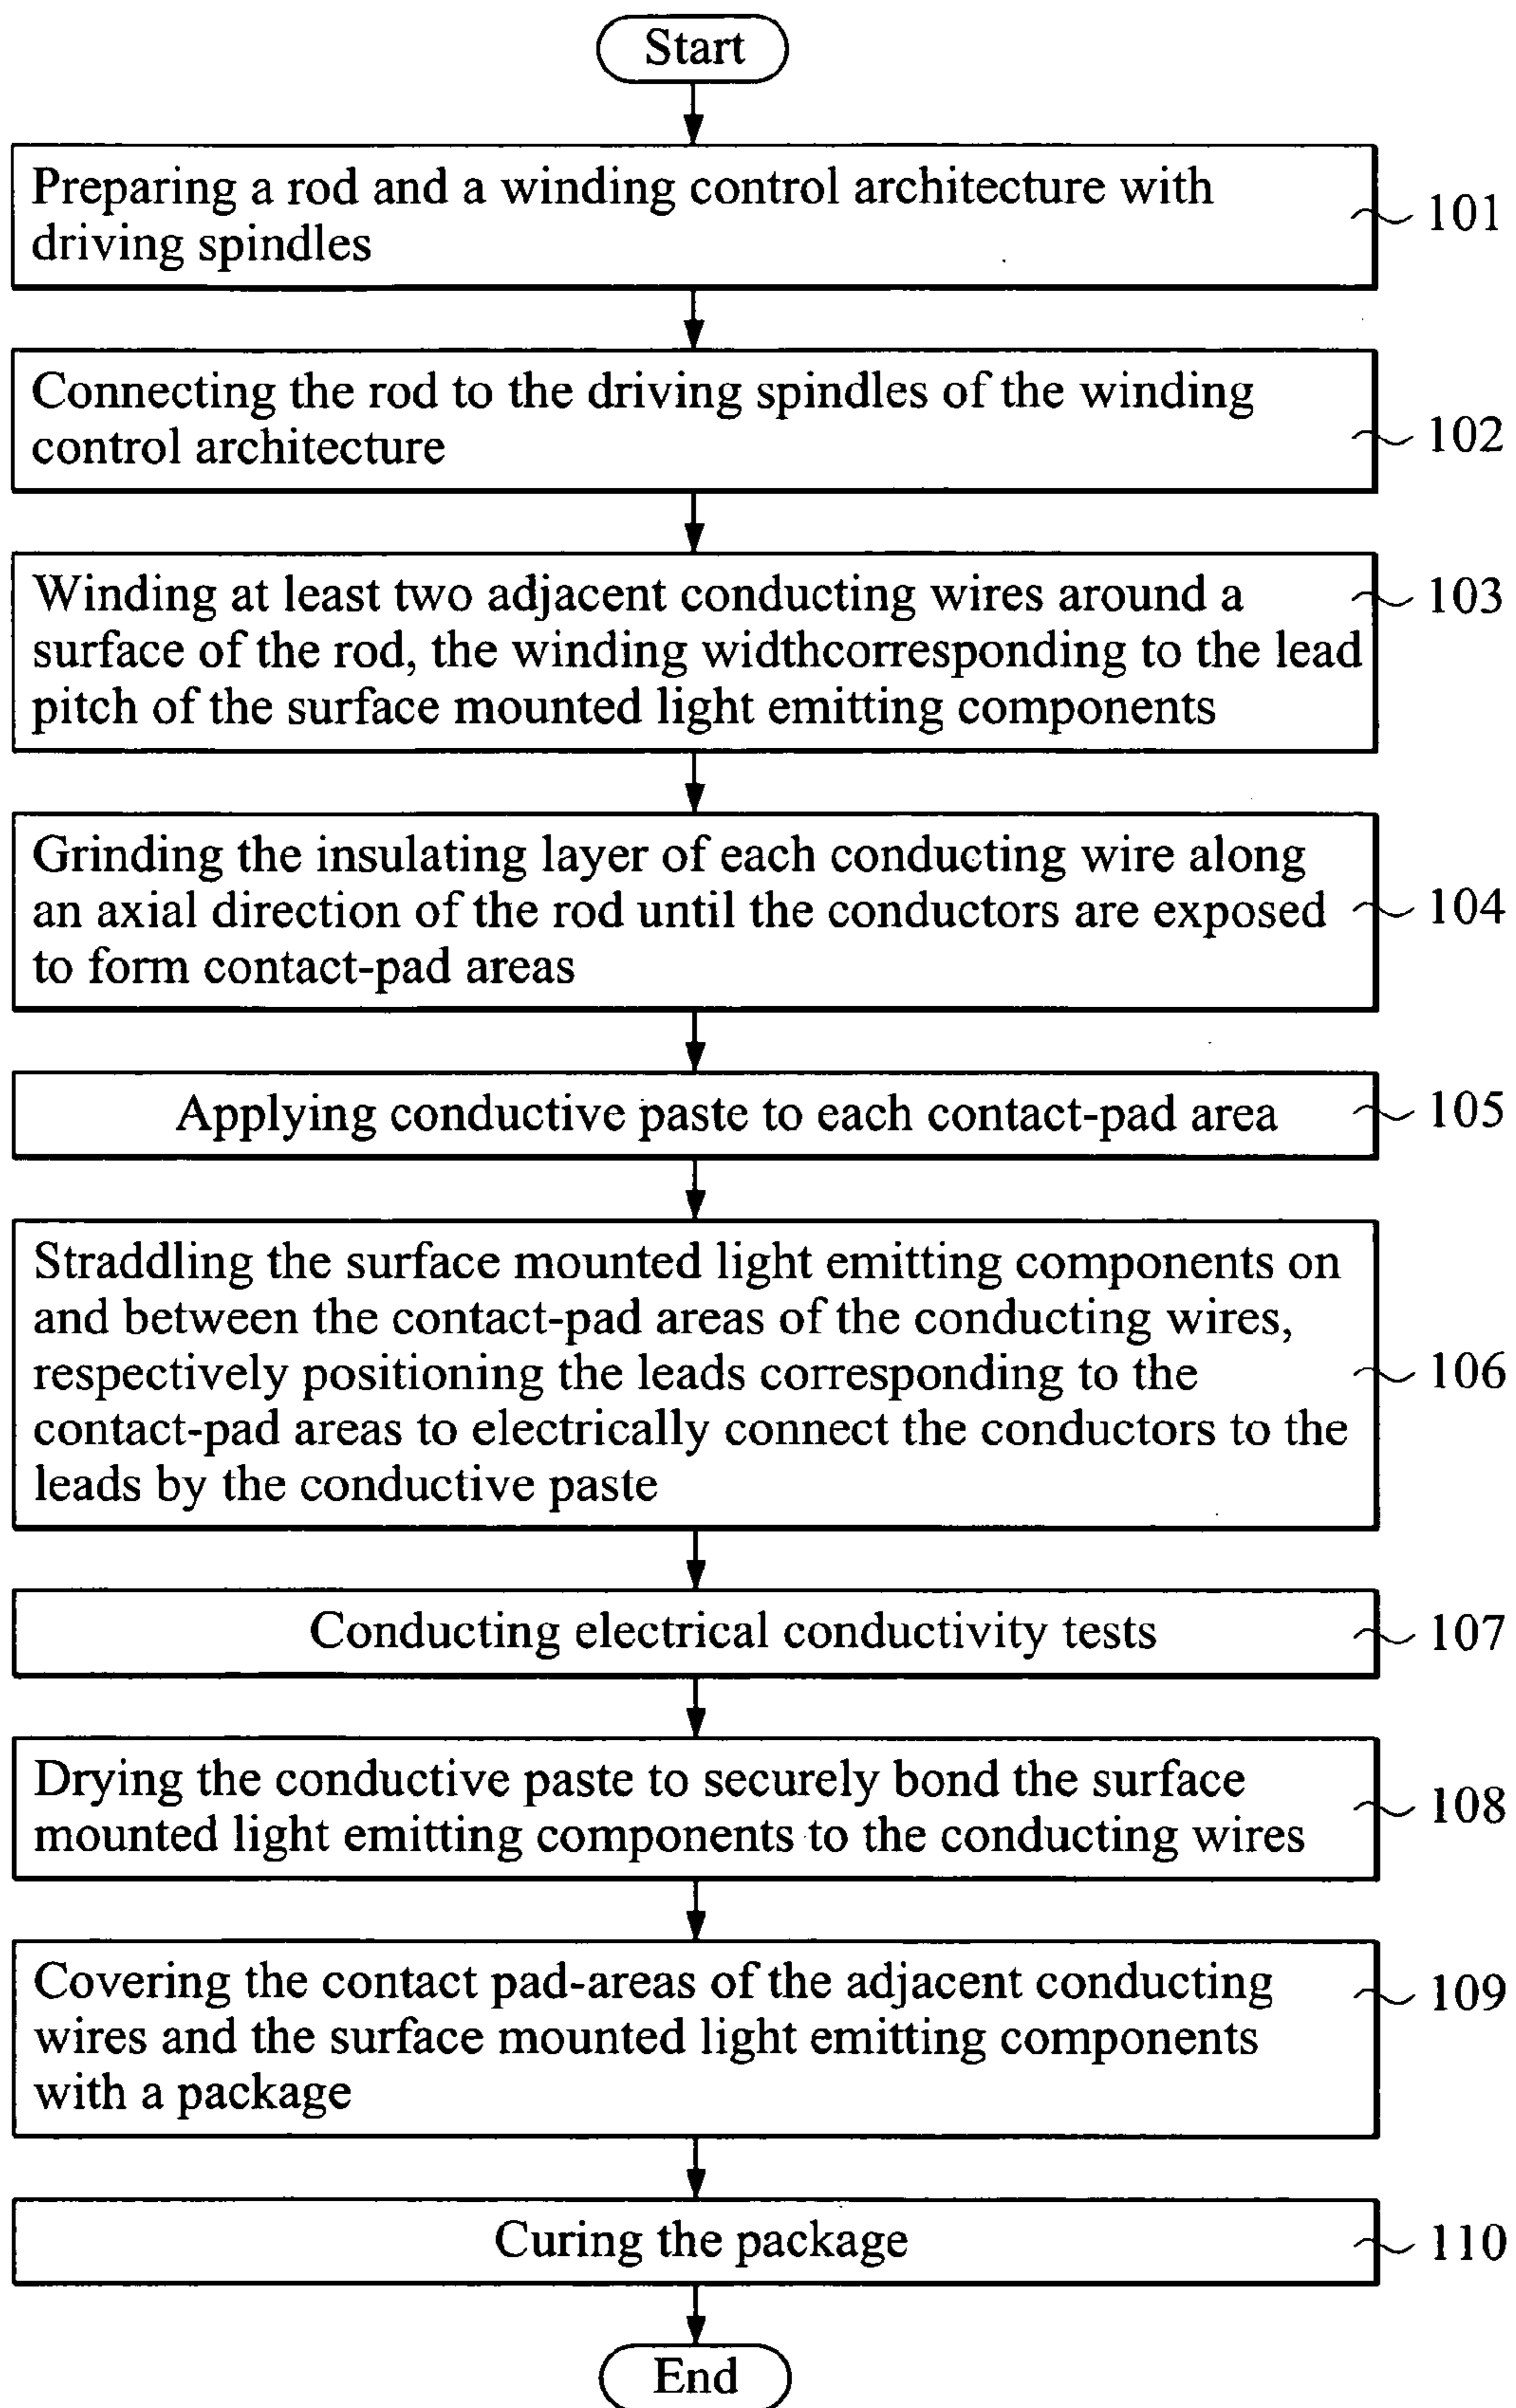 Start
Preparing a rod and a winding control architecture with
driving spindles
101
Connecting the rod to the driving spindles of the winding
control architecture
102
Winding at least two adjacent conducting wires around a
surface of the rod, the winding widthcorresponding to the lead
pitch of the surface mounted light emitting components
103
Grinding the insulating layer of each conducting wire along
an axial direction of the rod until the conductors are exposed
to form contact-pad areas
104
Applying conductive paste to each contact-pad area
105
Straddling the surface mounted light emitting components on
and between the contact-pad areas of the conducting wires,
respectively positioning the leads corresponding to the
contact-pad areas to electrically connect the conductors to the
leads by the conductive paste
106
Conducting electrical conductivity tests
107
Drying the conductive paste to securely bond the surface
mounted light emitting components to the conducting wires
108
Covering the contact pad-areas of the adjacent conducting
wires and the surface mounted light emitting components
with a package
109
Curing the package
110
End